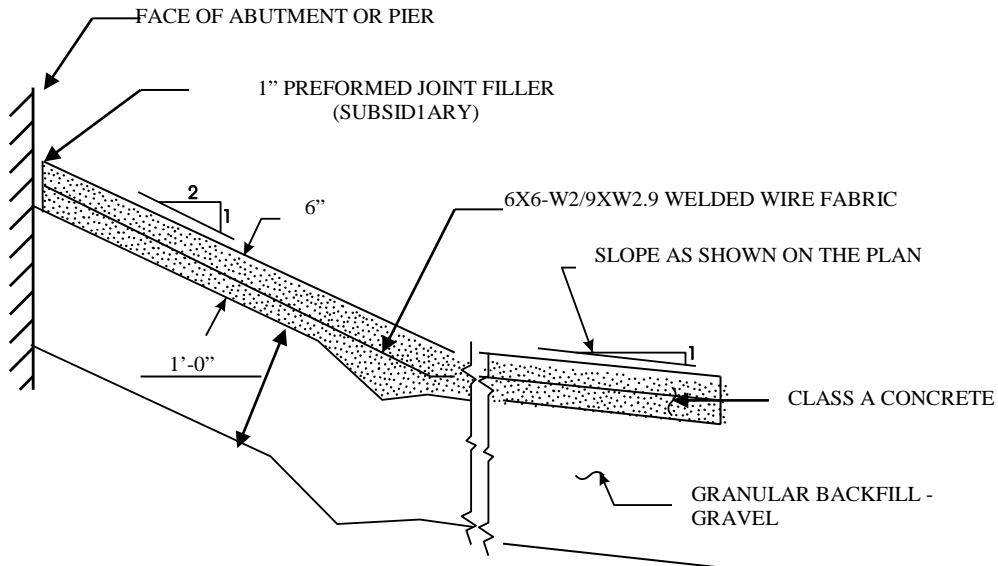 FACE OF ABUTMENT OR PIER
1” PREFORMED JOINT FILLER
(SUBSID1ARY)
2
1
6”
6X6-W2/9XW2.9 WELDED WIRE FABRIC
SLOPE AS SHOWN ON THE PLAN
1
1’-0”
CLASS A CONCRETE
GRANULAR BACKFILL -
GRAVEL